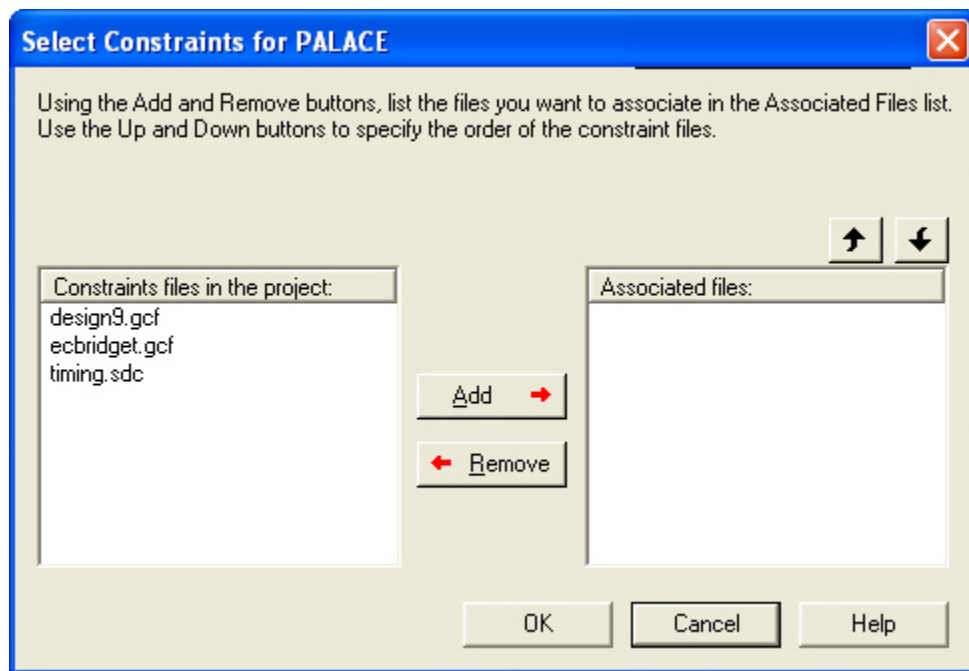 Select Constraints for PALACE
Using the Add and Remove buttons, list the files you want to associate in the Associated Files list.
Use the Up and Down buttons to specify the order of the constraint files.
Constraints files in the project:
design9.gcf
ecbridget.gcf
timing.sdc
Add
Remove
Associated files:
OK
Cancel
Help